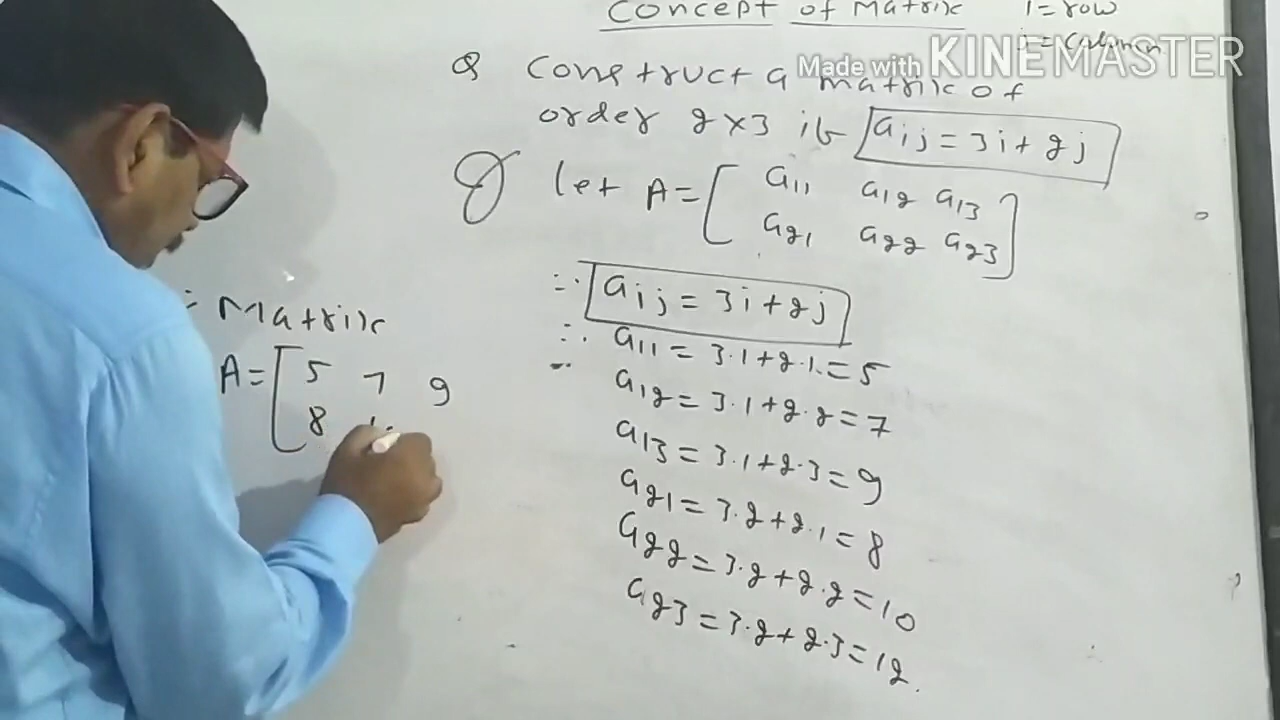 Concept of Matrix i = row
j = column
Made with KINEMASTER
Q Construct a matrix of
order 2x3 if aij = 3i + 2j
let A = [ a11 a12 a13
a21 a22 a23 ]
∵ aij = 3i + 2j
∴ a11 = 3.1 + 2.1. = 5
a12 = 3.1 + 2.2 = 7
a13 = 3.1 + 2.3 = 9
a21 = 3.2 + 2.1 = 8
a22 = 3.2 + 2.2 = 10
a23 = 3.2 + 2.3 = 12.
= Matrix
A = [ 5 7 9
8